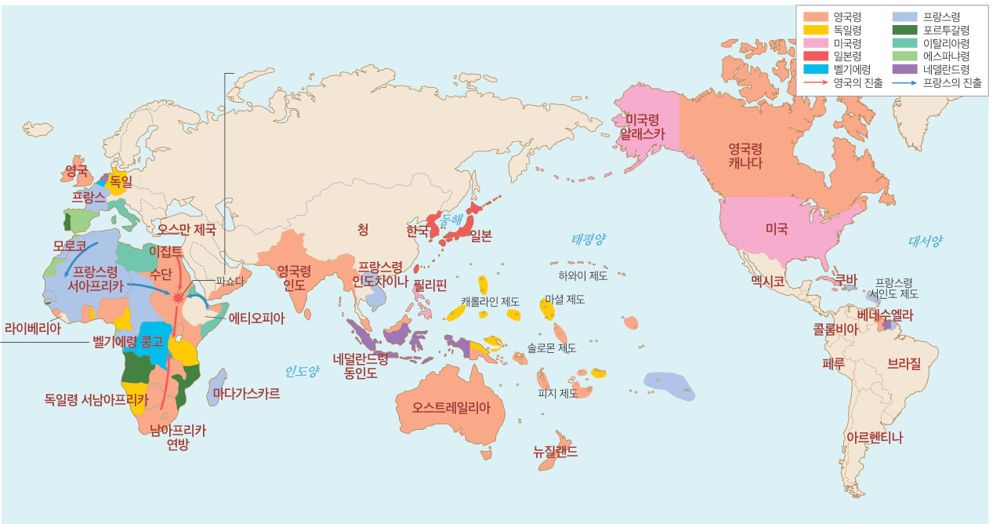 영국령
프랑스령
독일령
포르투갈령
미국령
이탈리아령
일본령
에스파냐령
벨기에령
네덜란드령
영국의 진출
프랑스의 진출
미국령
알래스카
영국령
캐나다
영국
독일
프랑스
오스만 제국
청
한국
동해
일본
태평양
미국
대서양
모로코
이집트
프랑스령
서아프리카
수단
파쇼다
영국령
인도
프랑스령
인도차이나
필리핀
하와이 제도
멕시코
쿠바
프랑스령
서인도 제도
캐롤라인 제도
마셜 제도
라이베리아
에티오피아
베네수엘라
콜롬비아
벨기에령 콩고
솔로몬 제도
네덜란드령
동인도
인도양
페루
브라질
마다가스카르
독일령 서남아프리카
피지 제도
오스트레일리아
남아프리카
연방
뉴질랜드
아르헨티나